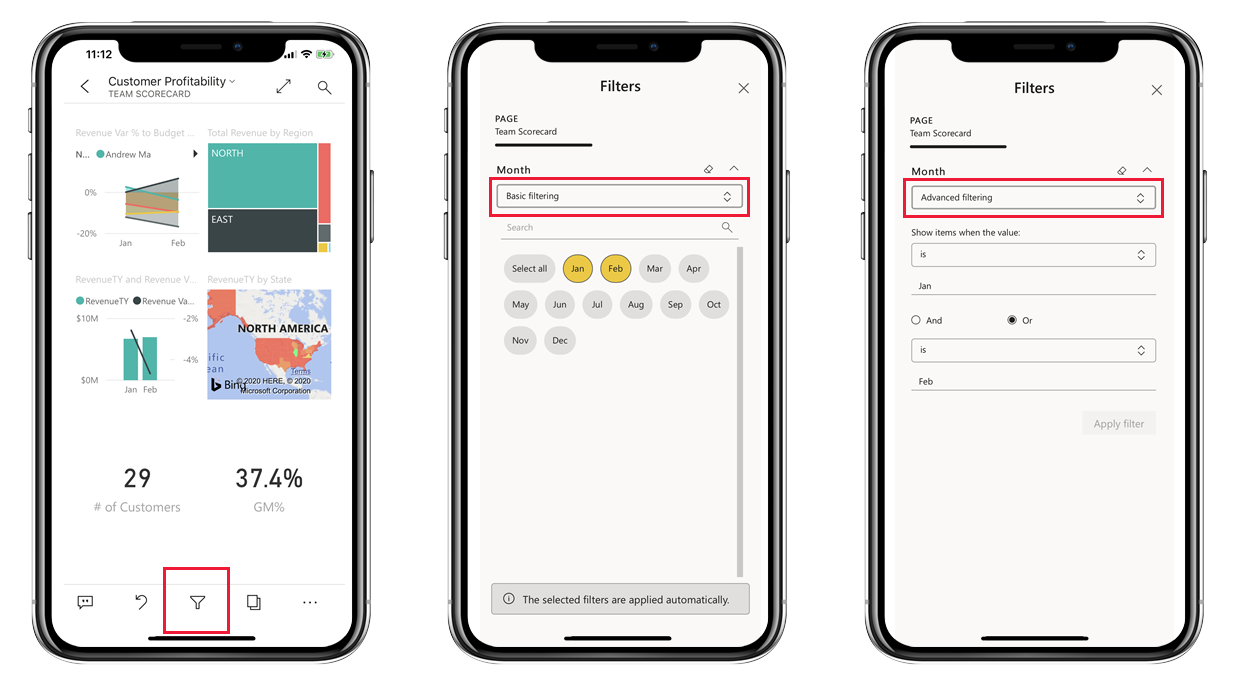 11:12
Customer Profitability
TEAM SCORECARD
Revenue Var % to Budget ...
N... Andrew Ma
0%
-20%
Jan Feb
Total Revenue by Region
NORTH
EAST
RevenueTY and Revenue V...
RevenueTY Revenue Va...
$10M -2%
-4%
$0M
Jan Feb
RevenueTY by State
NORTH AMERICA
ific
ean
Terms
Bing © 2020 HERE, © 2020
Microsoft Corporation
29
# of Customers
37.4%
GM%
Filters
PAGE
Team Scorecard
Month
Basic filtering
Search
Select all Jan Feb Mar Apr
May Jun Jul Aug Sep Oct
Nov Dec
The selected filters are applied automatically.
Filters
PAGE
Team Scorecard
Month
Advanced filtering
Show items when the value:
is
Jan
And Or
is
Feb
Apply filter